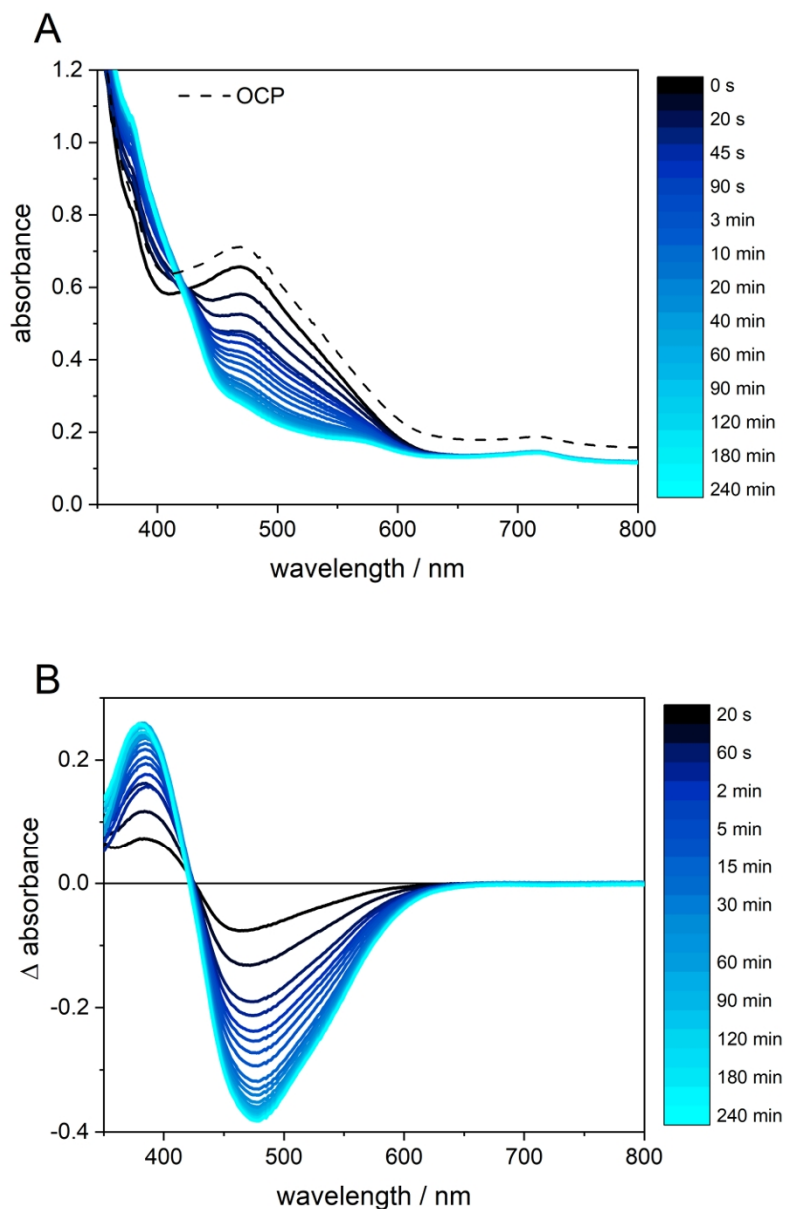 A
1.2
1.0
0.8
0.6
0.4
0.2
0.0
absorbance
OCP
400 500 600 700 800
wavelength / nm
0 s
20 s
45 s
90 s
3 min
10 min
20 min
40 min
60 min
90 min
120 min
180 min
240 min
B
0.2
0.0
-0.2
-0.4
Δ absorbance
400 500 600 700 800
wavelength / nm
20 s
60 s
2 min
5 min
15 min
30 min
60 min
90 min
120 min
180 min
240 min